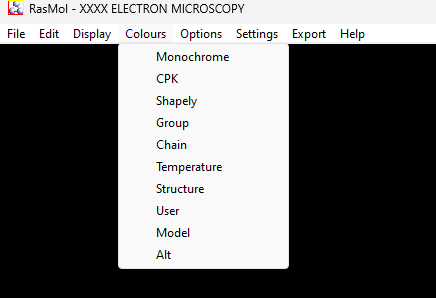 RasMol - XXXX ELECTRON MICROSCOPY
File Edit Display Colours Options Settings Export Help
Monochrome
CPK
Shapely
Group
Chain
Temperature
Structure
User
Model
Alt